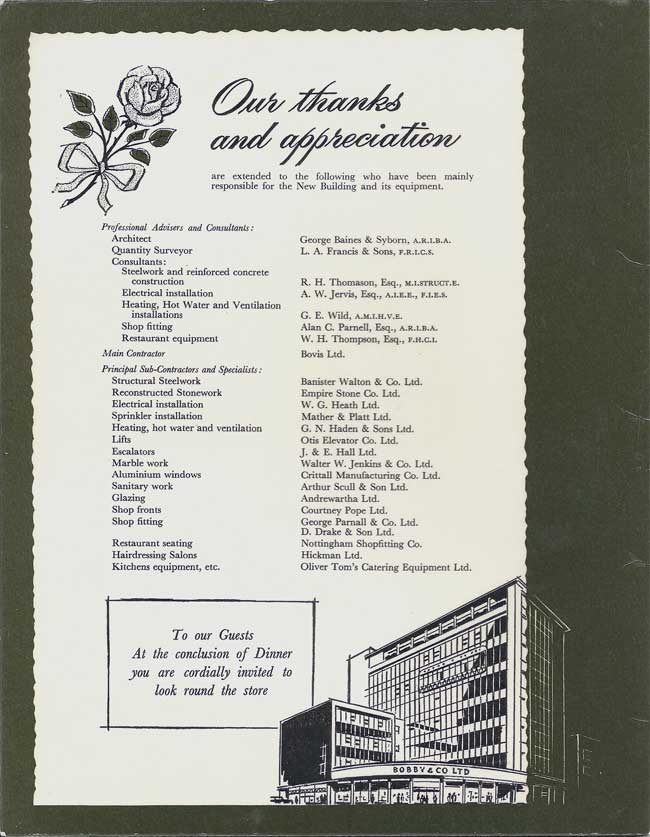 Our thanks
and appreciation
are extended to the following who have been mainly
responsible for the New Building and its equipment.
Professional Advisers and Consultants:
Architect George Baines & Syborn, A.R.I.B.A.
Quantity Surveyor L. A. Francis & Sons, F.R.I.C.S.
Consultants:
Steelwork and reinforced concrete
construction R. H. Thomason, Esq., M.I.STRUCT.E.
Electrical installation A. W. Jervis, Esq., A.I.E.E., F.I.E.S.
Heating, Hot Water and Ventilation
installations G. E. Wild, A.M.I.H.V.E.
Shop fitting Alan C. Parnell, Esq., A.R.I.B.A.
Restaurant equipment W. H. Thompson, Esq., F.H.C.I.
Main Contractor Bovis Ltd.
Principal Sub-Contractors and Specialists:
Structural Steelwork Banister Walton & Co. Ltd.
Reconstructed Stonework Empire Stone Co. Ltd.
Electrical installation W. G. Heath Ltd.
Sprinkler installation Mather & Platt Ltd.
Heating, hot water and ventilation G. N. Haden & Sons Ltd.
Lifts Otis Elevator Co. Ltd.
Escalators J. & E. Hall Ltd.
Marble work Walter W. Jenkins & Co. Ltd.
Aluminium windows Crittall Manufacturing Co. Ltd.
Sanitary work Arthur Scull & Son Ltd.
Glazing Andrewartha Ltd.
Shop fronts Courtney Pope Ltd.
Shop fitting George Parnall & Co. Ltd.
D. Drake & Son Ltd.
Restaurant seating Nottingham Shopfitting Co.
Hairdressing Salons Hickman Ltd.
Kitchens equipment, etc. Oliver Tom's Catering Equipment Ltd.
To our Guests
At the conclusion of Dinner
you are cordially invited to
look round the store
BOBBY & CO LTD